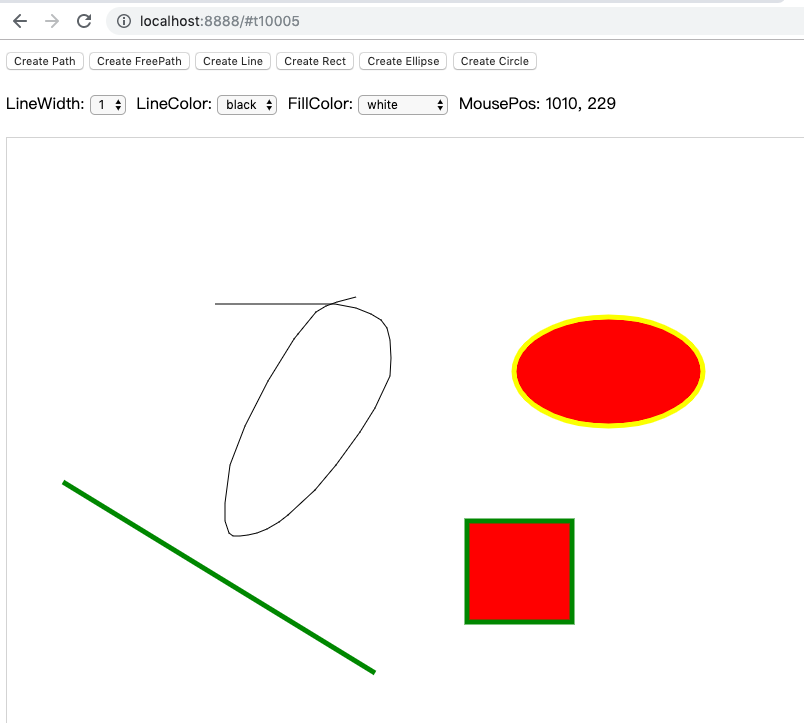 localhost:8888/#t10005
Create Path Create FreePath Create Line Create Rect Create Ellipse Create Circle
LineWidth: 1 LineColor: black FillColor: white MousePos: 1010, 229